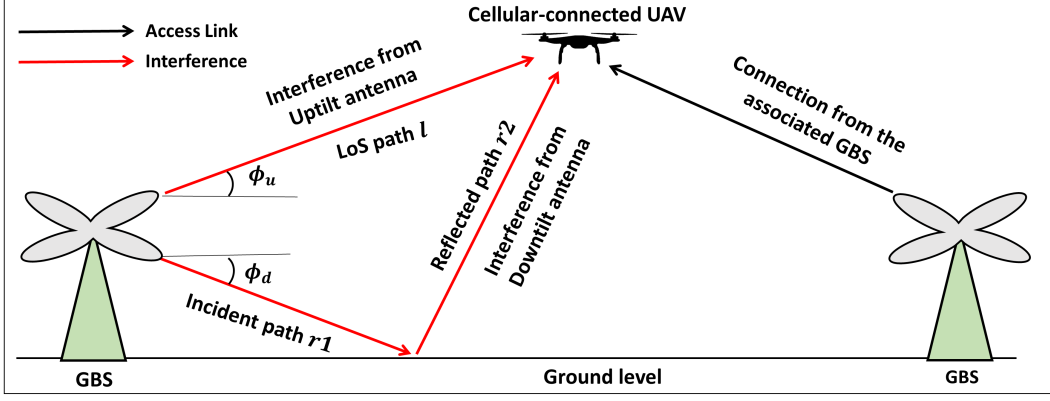 Cellular-connected UAV
Access Link
Interference
Interference from
Uptilt antenna
LoS path l
Connection from the
associated GBS
Reflected path r2
Interference from
Downtilt antenna
ϕu
ϕd
Incident path r1
GBS
Ground level
GBS